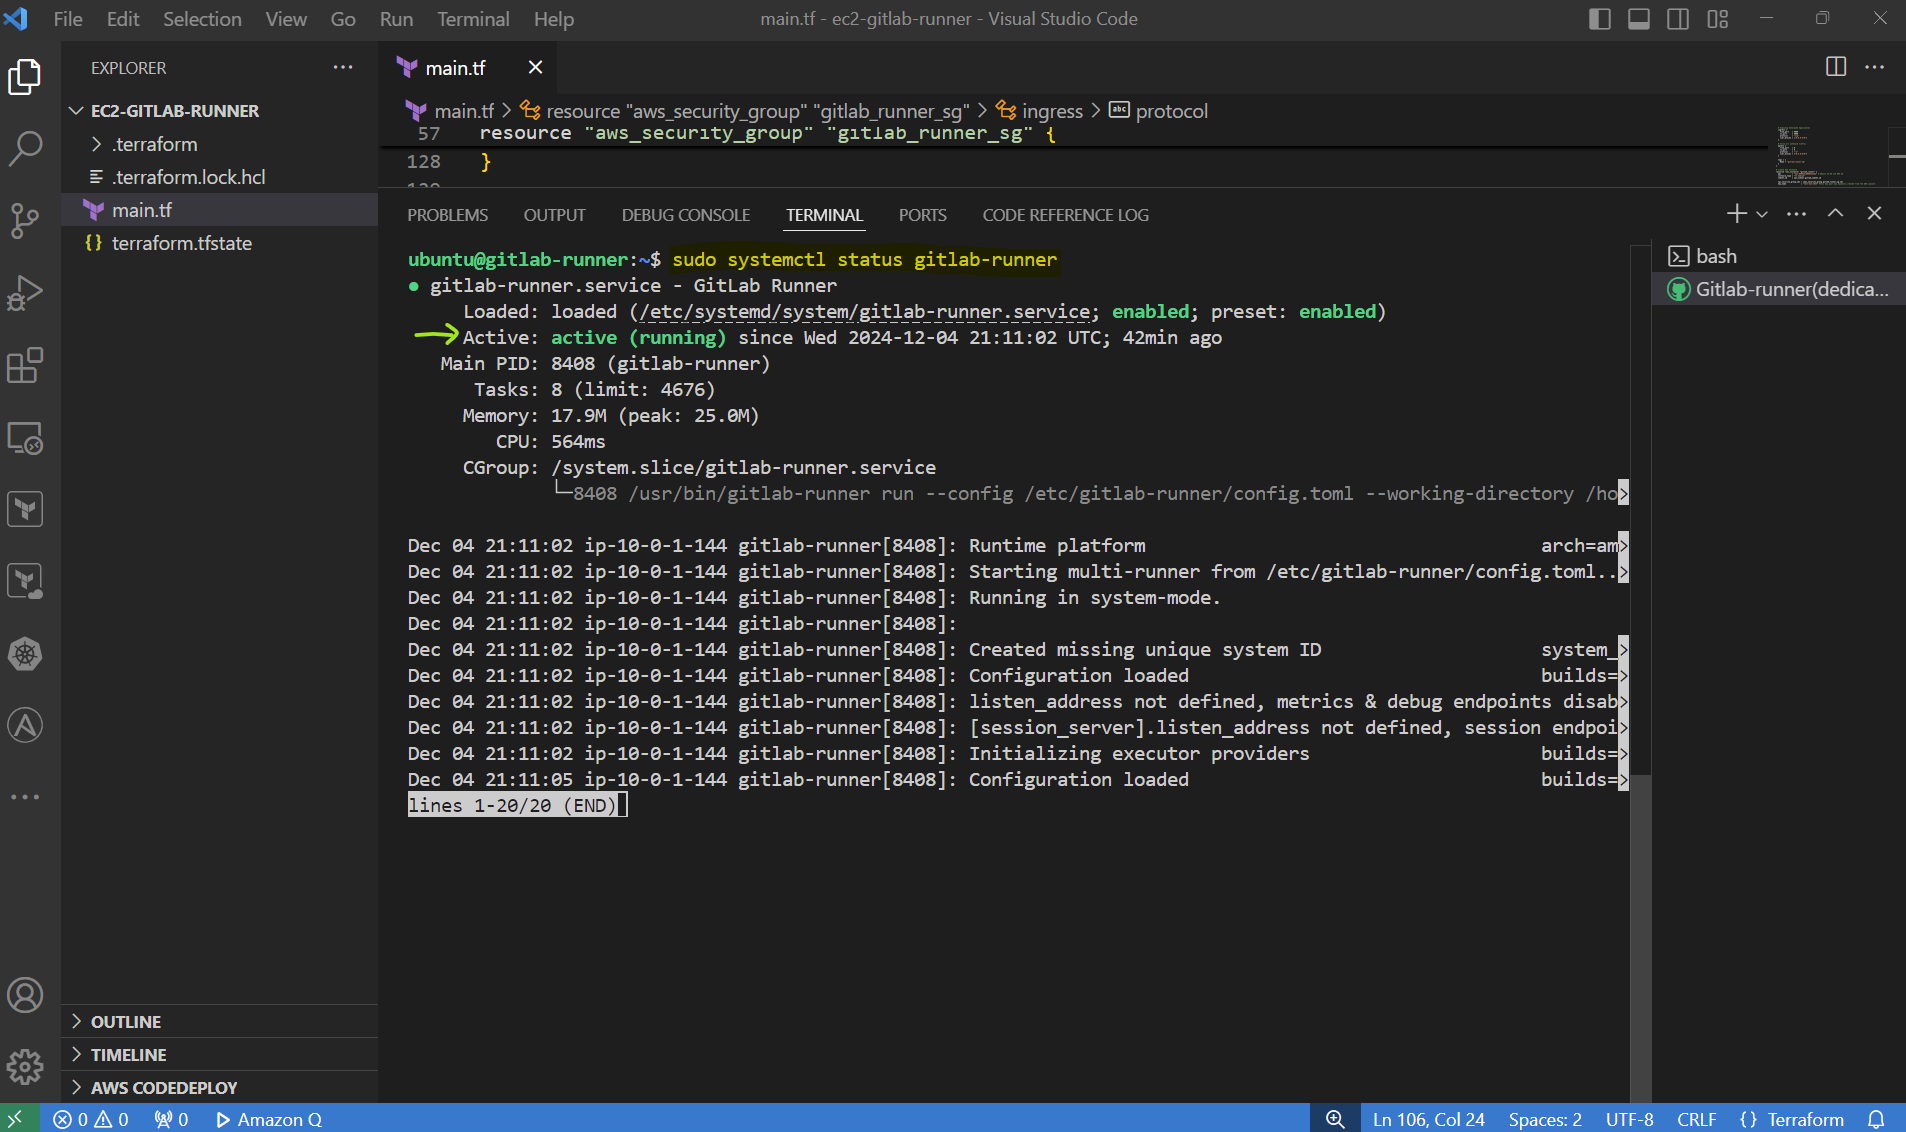 File Edit Selection View Go Run Terminal Help
main.tf - ec2-gitlab-runner - Visual Studio Code
EXPLORER
EC2-GITLAB-RUNNER
.terraform
.terraform.lock.hcl
main.tf
terraform.tfstate
OUTLINE
TIMELINE
AWS CODEDEPLOY
main.tf
main.tf > resource "aws_security_group" "gitlab_runner_sg" > ingress > abc protocol
57 resource "aws_security_group" "gitlab_runner_sg" {
128 }
PROBLEMS OUTPUT DEBUG CONSOLE TERMINAL PORTS CODE REFERENCE LOG
ubuntu@gitlab-runner:~$ sudo systemctl status gitlab-runner
● gitlab-runner.service - GitLab Runner
Loaded: loaded (/etc/systemd/system/gitlab-runner.service; enabled; preset: enabled)
Active: active (running) since Wed 2024-12-04 21:11:02 UTC; 42min ago
Main PID: 8408 (gitlab-runner)
Tasks: 8 (limit: 4676)
Memory: 17.9M (peak: 25.0M)
CPU: 564ms
CGroup: /system.slice/gitlab-runner.service
└─8408 /usr/bin/gitlab-runner run --config /etc/gitlab-runner/config.toml --working-directory /ho>
Dec 04 21:11:02 ip-10-0-1-144 gitlab-runner[8408]: Runtime platform arch=am>
Dec 04 21:11:02 ip-10-0-1-144 gitlab-runner[8408]: Starting multi-runner from /etc/gitlab-runner/config.toml..>
Dec 04 21:11:02 ip-10-0-1-144 gitlab-runner[8408]: Running in system-mode.
Dec 04 21:11:02 ip-10-0-1-144 gitlab-runner[8408]:
Dec 04 21:11:02 ip-10-0-1-144 gitlab-runner[8408]: Created missing unique system ID system_>
Dec 04 21:11:02 ip-10-0-1-144 gitlab-runner[8408]: Configuration loaded builds=>
Dec 04 21:11:02 ip-10-0-1-144 gitlab-runner[8408]: listen_address not defined, metrics & debug endpoints disab>
Dec 04 21:11:02 ip-10-0-1-144 gitlab-runner[8408]: [session_server].listen_address not defined, session endpoi>
Dec 04 21:11:02 ip-10-0-1-144 gitlab-runner[8408]: Initializing executor providers builds=>
Dec 04 21:11:05 ip-10-0-1-144 gitlab-runner[8408]: Configuration loaded builds=>
lines 1-20/20 (END)
bash
Gitlab-runner(dedica...
0 0 0 Amazon Q
Ln 106, Col 24 Spaces: 2 UTF-8 CRLF {} Terraform